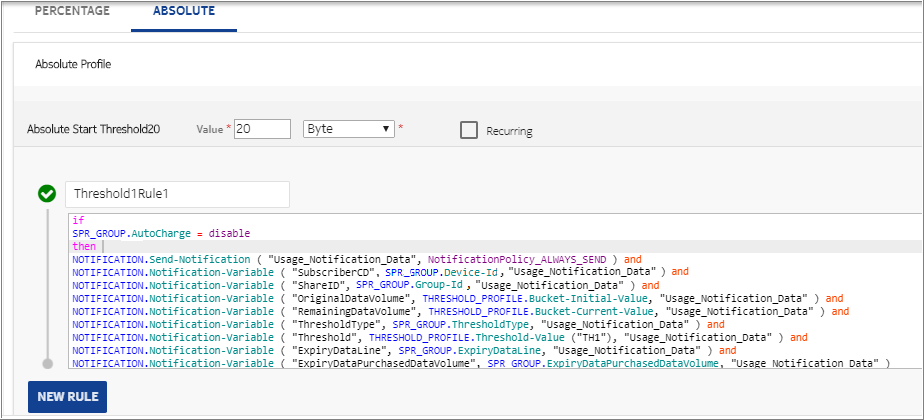 PERCENTAGE ABSOLUTE
Absolute Profile
Absolute Start Threshold20 Value * 20 Byte * Recurring
Threshold1Rule1
if
SPR_GROUP.AutoCharge = disable
then
NOTIFICATION.Send-Notification ( "Usage_Notification_Data", NotificationPolicy_ALWAYS_SEND ) and
NOTIFICATION.Notification-Variable ( "SubscriberCD", SPR_GROUP.Device-Id , "Usage_Notification_Data" ) and
NOTIFICATION.Notification-Variable ( "ShareID", SPR_GROUP.Group-Id , "Usage_Notification_Data" ) and
NOTIFICATION.Notification-Variable ( "OriginalDataVolume", THRESHOLD_PROFILE.Bucket-Initial-Value, "Usage_Notification_Data" ) and
NOTIFICATION.Notification-Variable ( "RemainingDataVolume", THRESHOLD_PROFILE.Bucket-Current-Value, "Usage_Notification_Data" ) and
NOTIFICATION.Notification-Variable ( "ThresholdType", SPR_GROUP.ThresholdType, "Usage_Notification_Data" ) and
NOTIFICATION.Notification-Variable ( "Threshold", THRESHOLD_PROFILE.Threshold-Value ("TH1"), "Usage_Notification_Data" ) and
NOTIFICATION.Notification-Variable ( "ExpiryDataLine", SPR_GROUP.ExpiryDataLine, "Usage_Notification_Data" ) and
NOTIFICATION.Notification-Variable ( "ExpiryDataPurchasedDataVolume", SPR_GROUP.ExpiryDataPurchasedDataVolume, "Usage_Notification_Data" )
NEW RULE